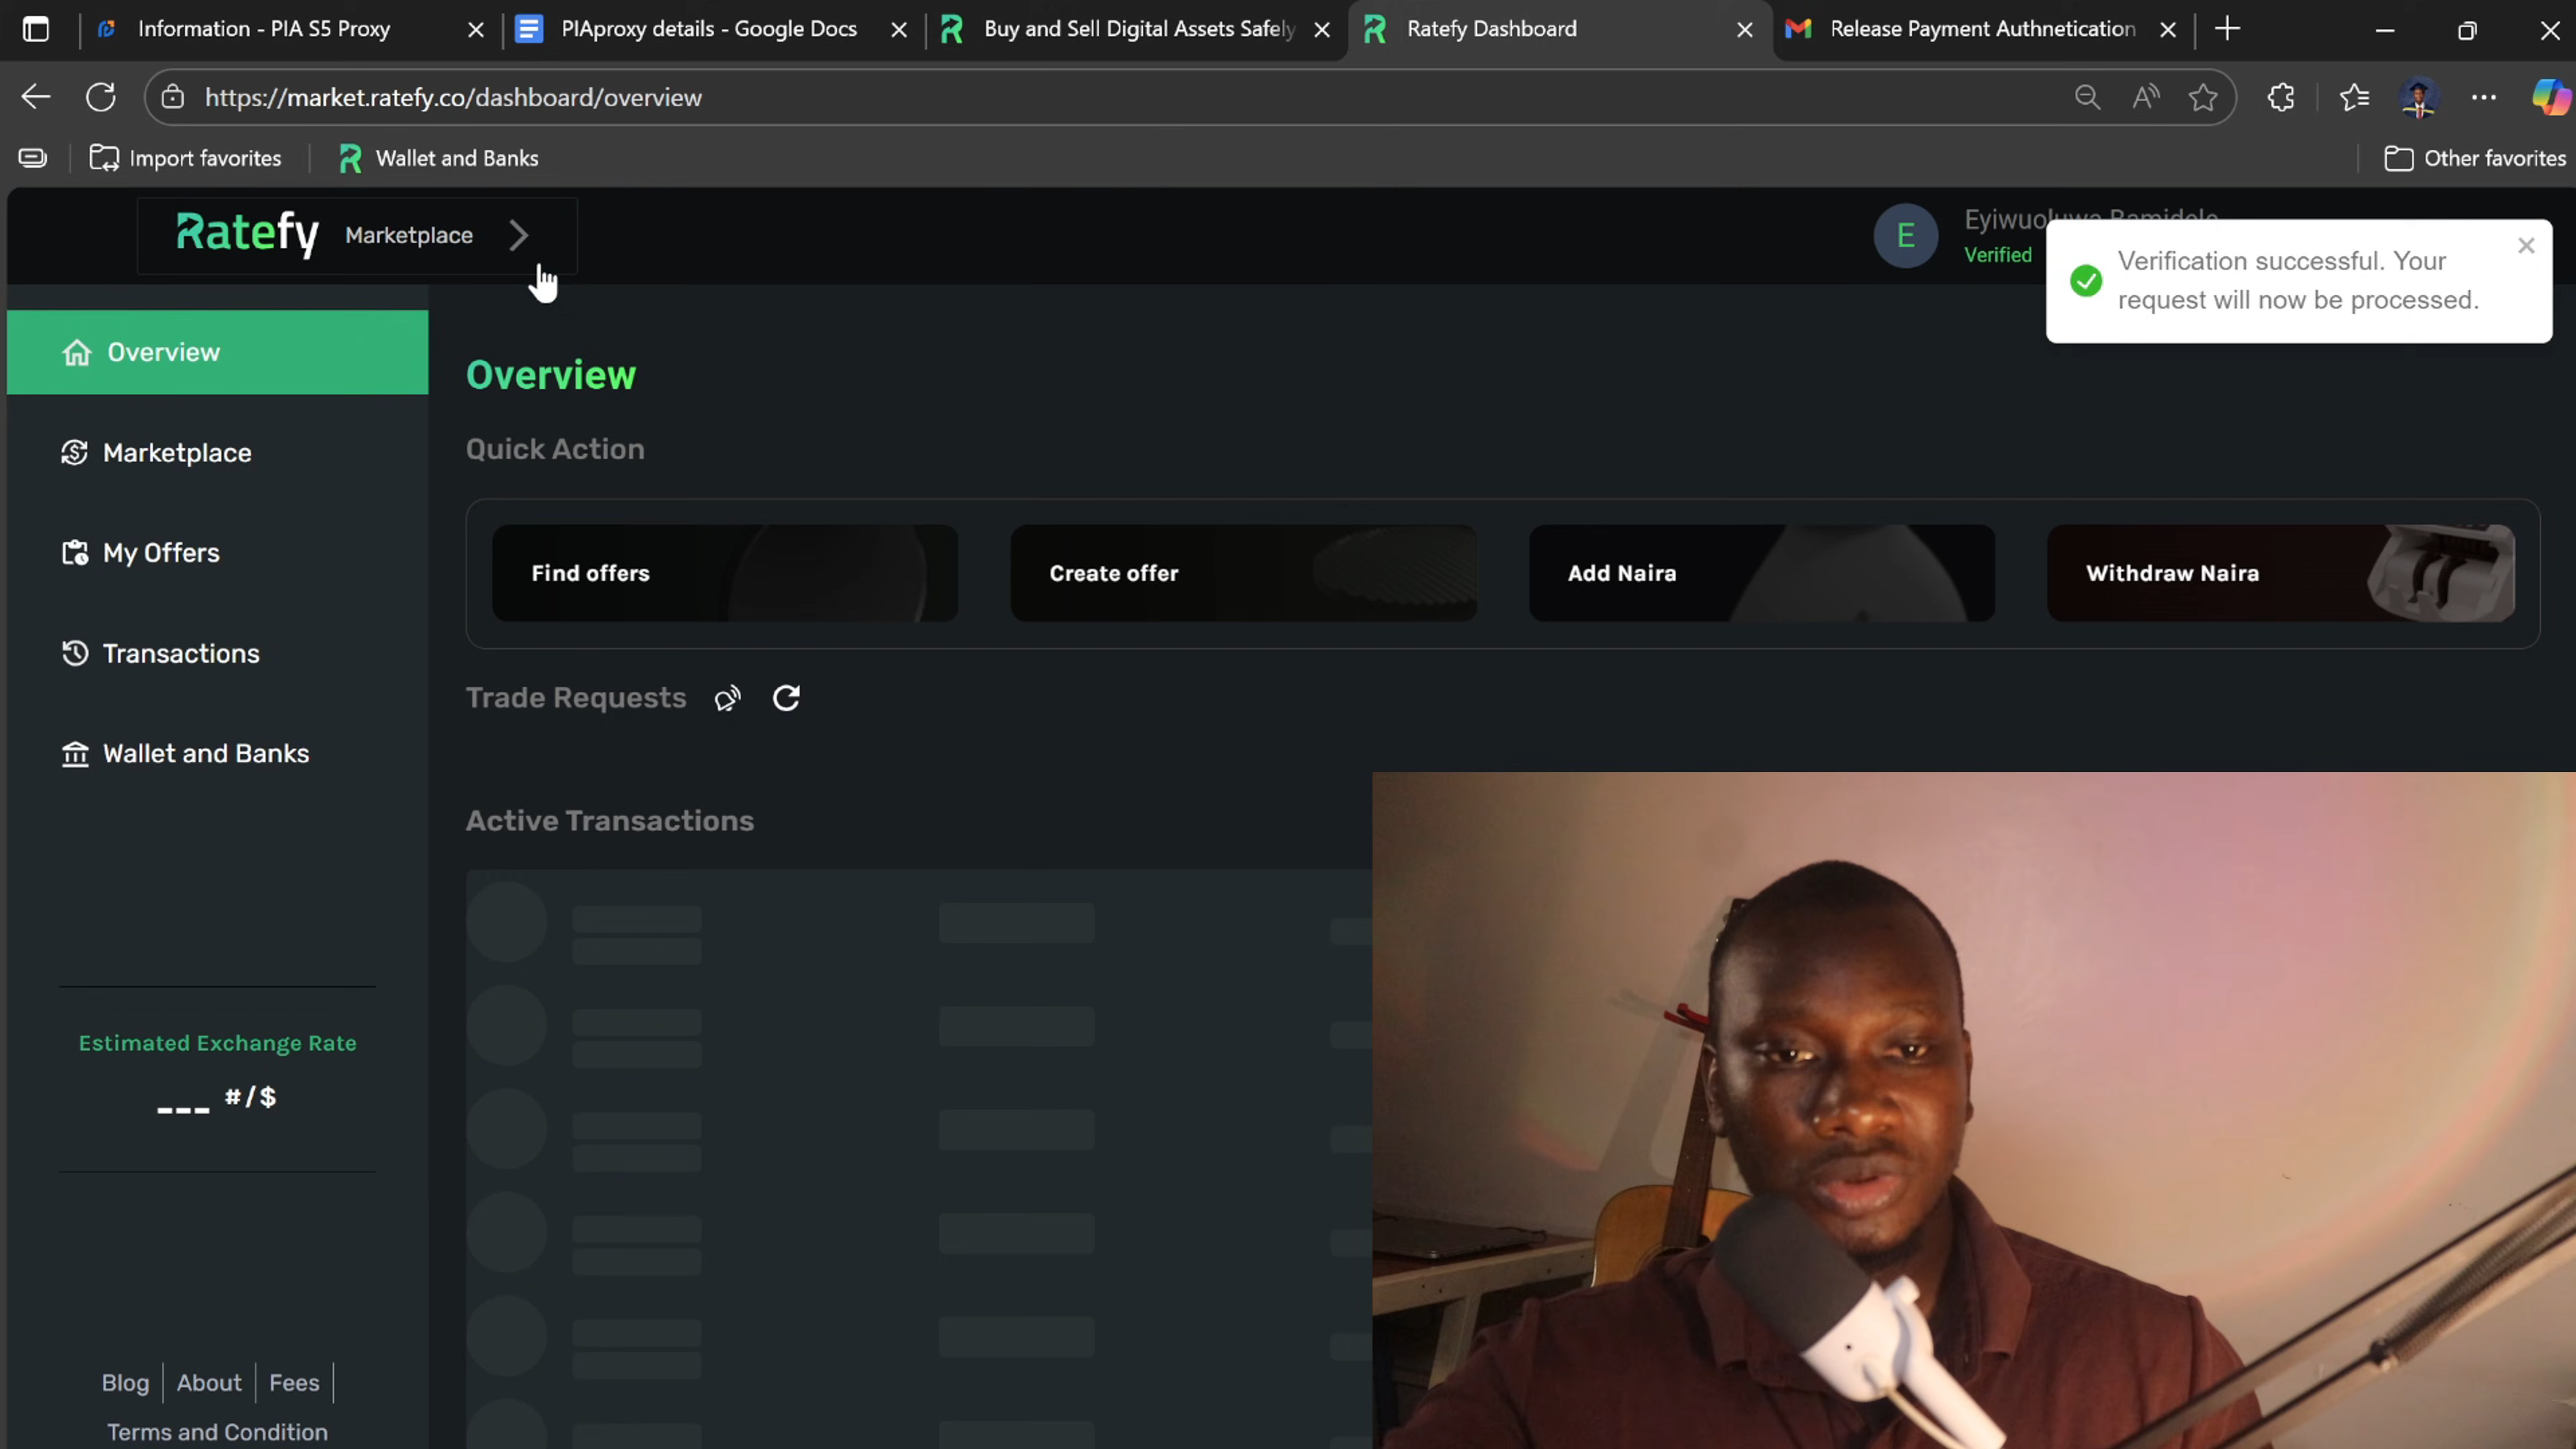 Information - PIA S5 Proxy
PIAproxy details - Google Docs
Buy and Sell Digital Assets Safely
Ratefy Dashboard
Release Payment Authnetication
https://market.ratefy.co/dashboard/overview
Import favorites
Wallet and Banks
Other favorites
Ratefy
Marketplace
E
Eyiwuoluwa Bamidele
Verified
Verification successful. Your
request will now be processed.
Overview
Marketplace
My Offers
Transactions
Wallet and Banks
Estimated Exchange Rate
--- #/$
Blog
About
Fees
Terms and Condition
Overview
Quick Action
Find offers
Create offer
Add Naira
Withdraw Naira
Trade Requests
Active Transactions